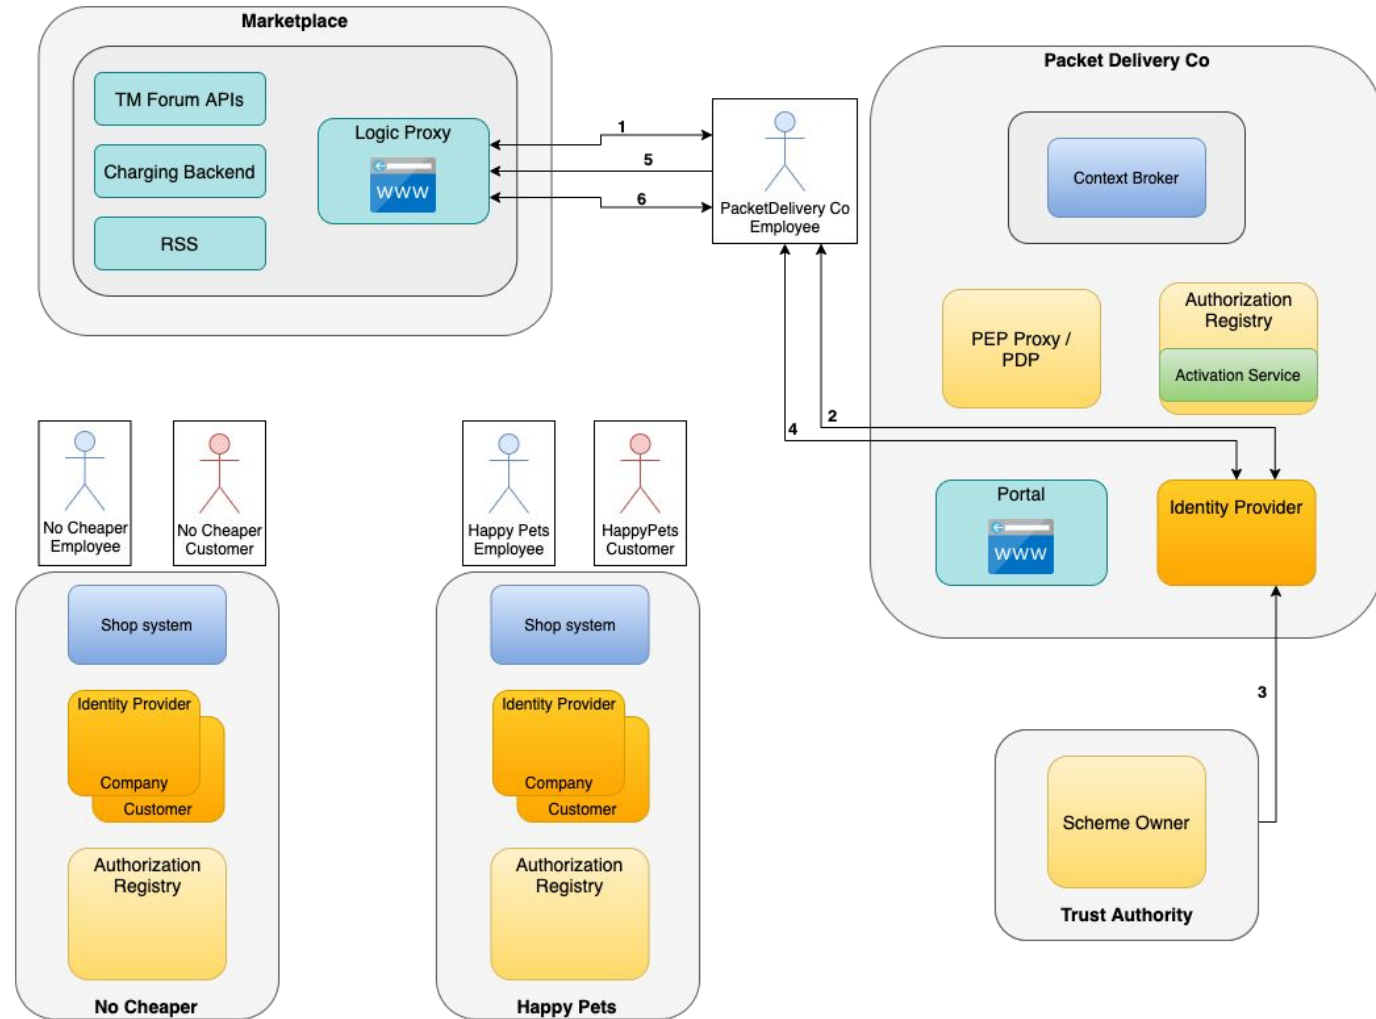 Marketplace
TM Forum APIs
Charging Backend
RSS
Logic Proxy
WWW
1
5
6
PacketDelivery Co
Employee
Packet Delivery Co
Context Broker
PEP Proxy /
PDP
Authorization
Registry
Activation Service
2
4
Portal
WWW
Identity Provider
3
Scheme Owner
Trust Authority
No Cheaper
Employee
No Cheaper
Customer
Shop system
Identity Provider
Company
Customer
Authorization
Registry
No Cheaper
Happy Pets
Employee
HappyPets
Customer
Shop system
Identity Provider
Company
Customer
Authorization
Registry
Happy Pets